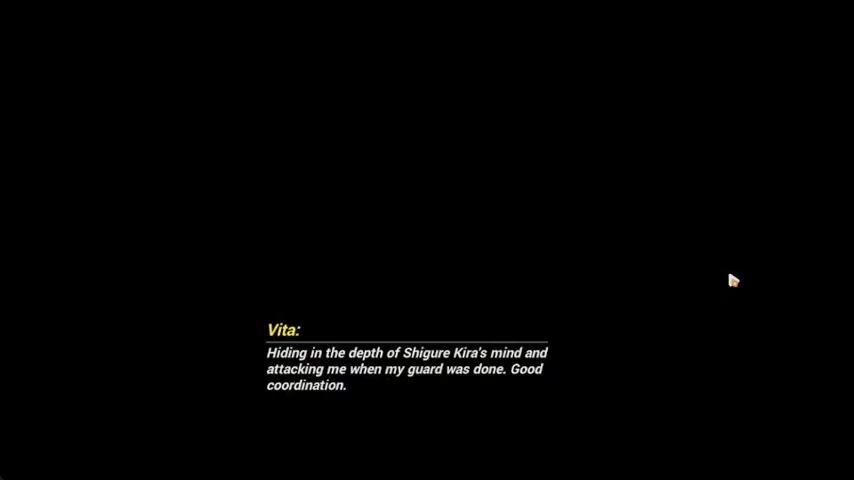 Vita:
Hiding in the depth of Shigure Kira's mind and
attacking me when my guard was done. Good
coordination.